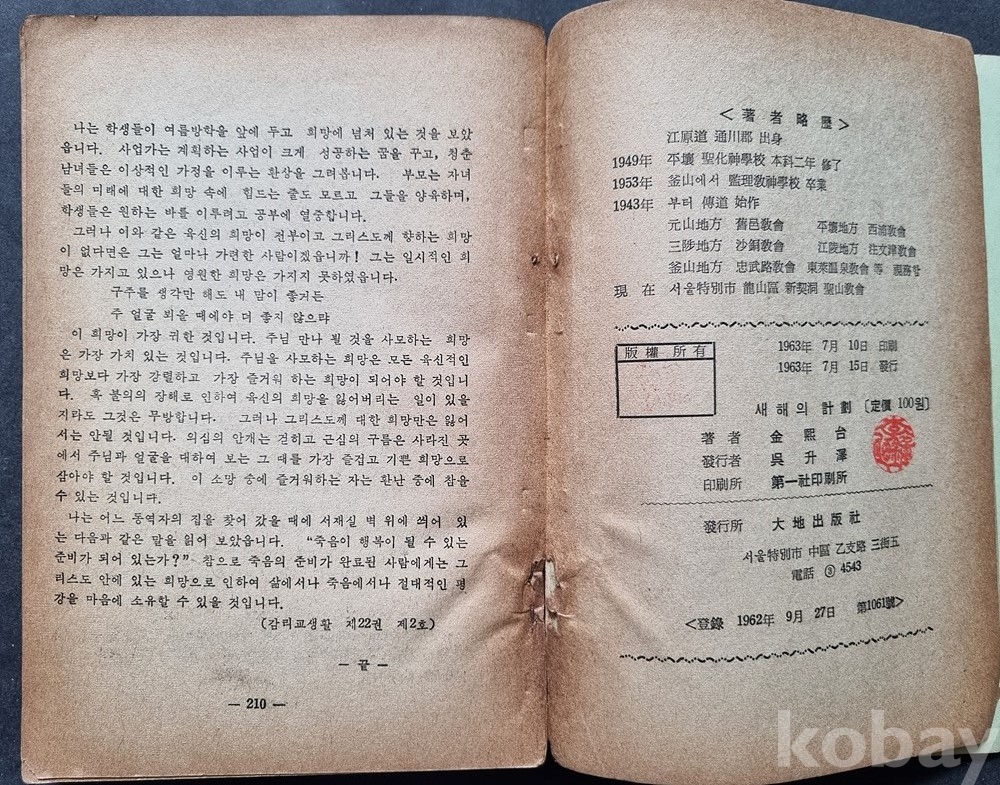 나는 학생들이 여름방학을 앞에 두고 희망에 넘쳐 있는 것을 보았
읍니다. 사업가는 계획하는 사업이 크게 성공하는 꿈을 꾸고, 청춘
남녀들은 이상적인 가정을 이루는 환상을 그려봅니다. 부모는 자녀
들의 미래에 대한 희망 속에 힘드는 줄도 모르고 그들을 양육하며,
학생들은 원하는 바를 이루려고 공부에 열중합니다.
그러나 이와 같은 육신의 희망이 전부이고 그리스도께 향하는 희망
이 없다면은 그는 얼마나 가련한 사람이겠읍니까! 그는 일시적인 희
망은 가지고 있으나 영원한 희망은 가지지 못하였읍니다.
구주를 생각만 해도 내 맘이 좋거든
주 얼굴 뵈올 때에야 더 좋지 않으랴
이 희망이 가장 귀한 것입니다. 주님 만나 뵐 것을 사모하는 희망
은 가장 가치 있는 것입니다. 주님을 사모하는 희망은 모든 육신적인
희망보다 가장 강렬하고 가장 즐거워 하는 희망이 되어야 할 것입니
다. 혹 불의의 장해로 인하여 육신의 희망을 잃어버리는 일이 있을
지라도 그것은 무방합니다. 그러나 그리스도께 대한 희망만은 잃어
서는 안될 것입니다. 의심의 안개는 걷히고 근심의 구름은 사라진 곳
에서 주님과 얼굴을 대하여 보는 그 때를 가장 즐겁고 기쁜 희망으로
삼아야 할 것입니다. 이 소망 중에 즐거워하는 자는 환난 중에 참을
수 있는 것입니다.
나는 어느 동역자의 집을 찾어 갔을 때에 서재실 벽 위에 씌어 있
는 다음과 같은 말을 읽어 보았읍니다. “죽음이 행복이 될 수 있는
준비가 되어 있는가?” 참으로 죽음의 준비가 완료된 사람에게는 그
리스도 안에 있는 희망으로 인하여 삶에서나 죽음에서나 절대적인 평
강을 마음에 소유할 수 있을 것입니다.
(감리교생활 제22권 제2호)
— 끝 —
— 210 —
<著者略歷>
江原道 通川郡 出身
1949年 平壤 聖化神學校 本科二年 修了
1953年 釜山에서 監理敎神學校 卒業
1943年 부터 傳道 始作
元山地方 舊邑敎會 平壤地方 西浦敎會
三陟地方 沙銅敎會 江陵地方 注文津敎會
釜山地方 忠武路敎會 東萊溫泉敎會 等
現在 서울特別市 龍山區 新契洞 聖山敎會
版權 所有
1963年 7月 10日 印刷
1963年 7月 15日 發行
새해의 計劃 〔定價 100원〕
著者 金熙台
發行者 吳升澤
印刷所 第一社印刷所
發行所 大地出版社
서울特別市 中區 乙支路 三街五
電話 ③ 4543
<登錄 1962年 9月 27日 第1061號>
kobay